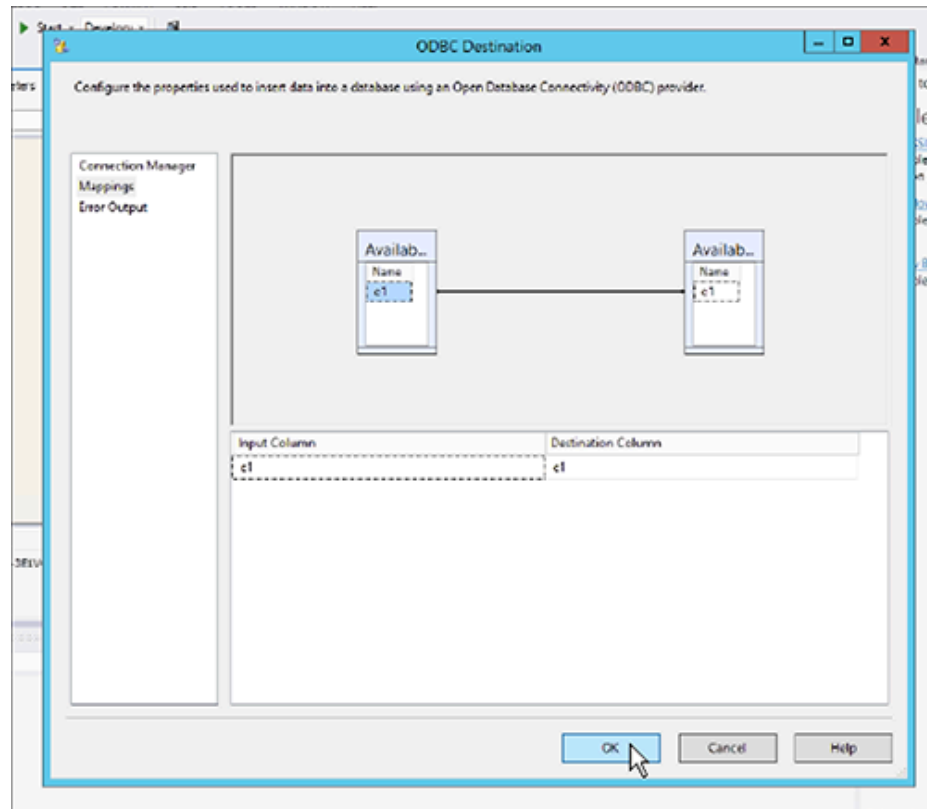 Start
Develop
ODBC Destination
Configure the properties used to insert data into a database using an Open Database Connectivity (ODBC) provider.
Connection Manager
Mappings
Error Output
Availab...
Name
c1
Availab...
Name
c1
Input Column
Destination Column
c1
c1
OK
Cancel
Help